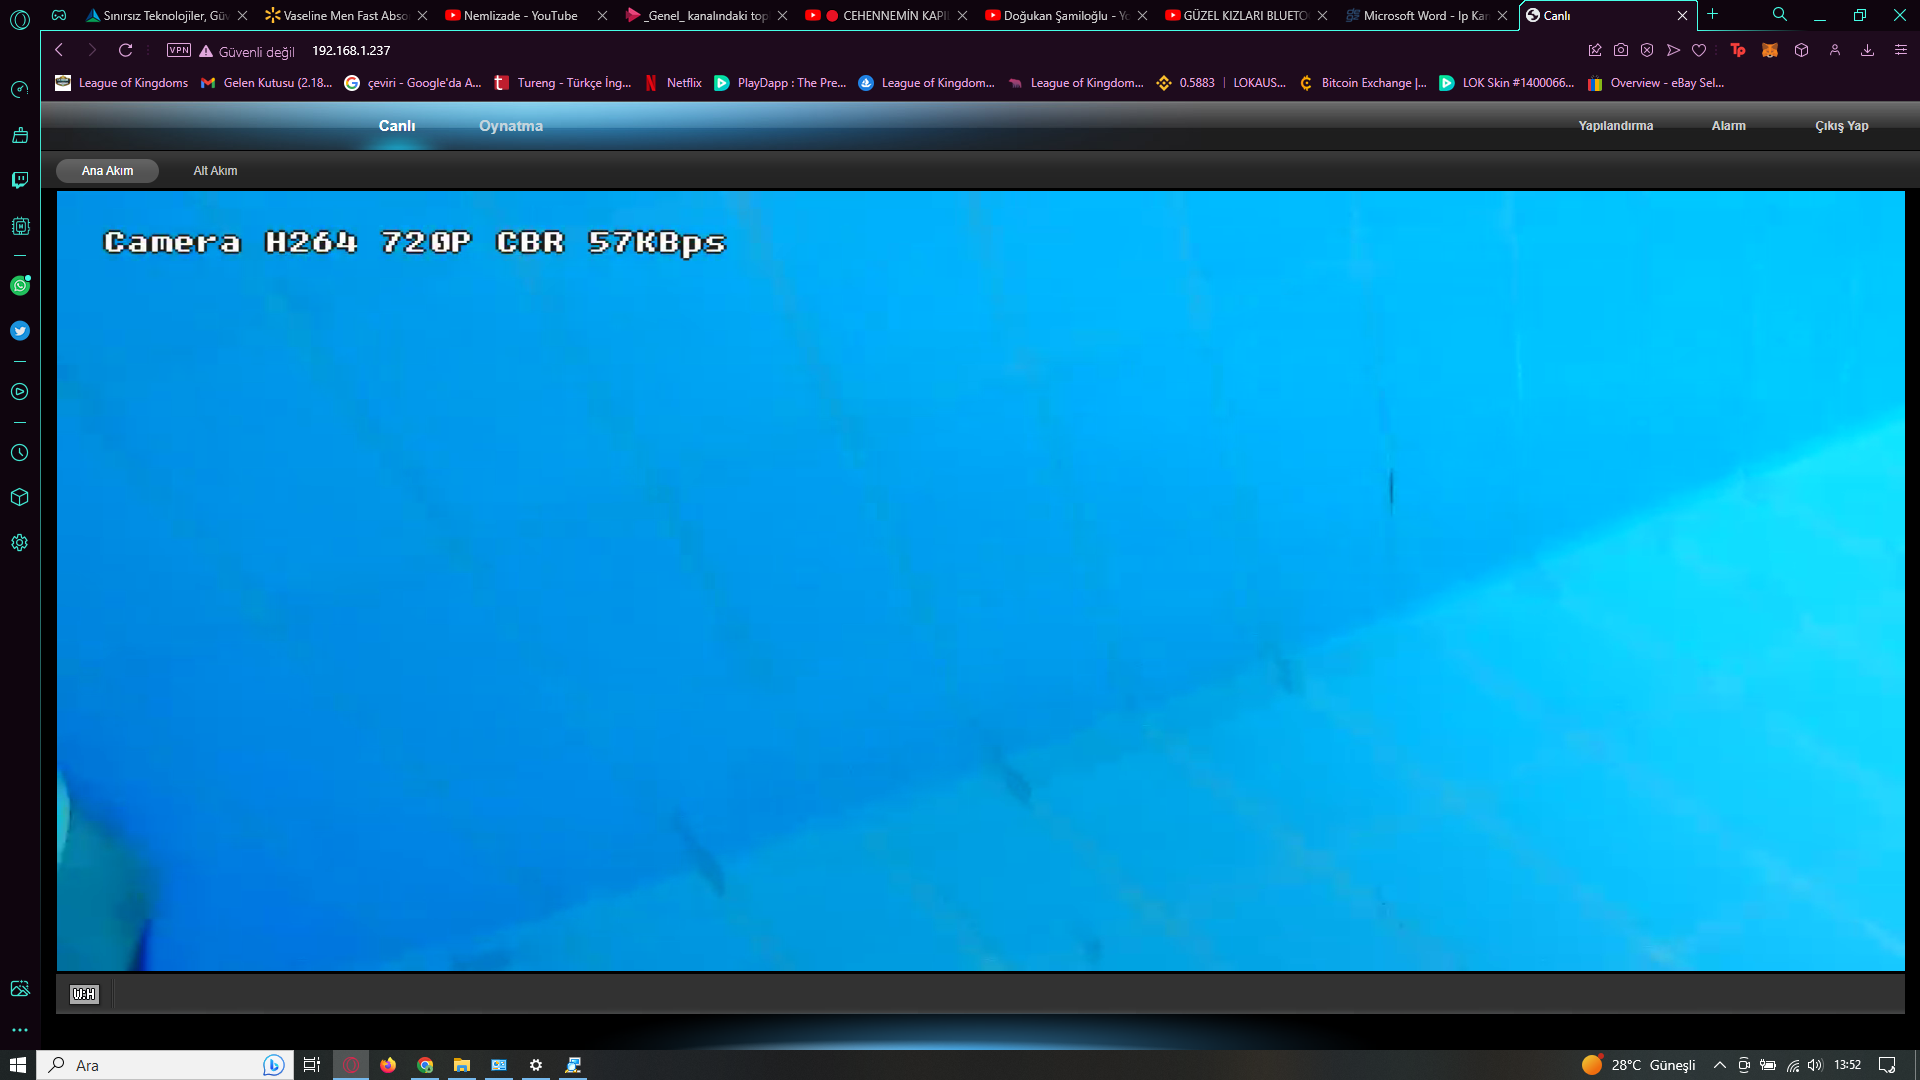 Sınırsız Teknolojiler, Gü
Vaseline Men Fast Abso
Nemlizade - YouTube
_Genel_ kanalındaki top
CEHENNEMİN KAPI
Doğukan Şamiloğlu - Yo
GÜZEL KIZLARI BLUETO
Microsoft Word - Ip Kam
Canlı
VPN
Güvenli değil
192.168.1.237
League of Kingdoms
Gelen Kutusu (2.18...
çeviri - Google'da A...
Tureng - Türkçe İng...
Netflix
PlayDapp : The Pre...
League of Kingdom...
League of Kingdom...
0.5883 | LOKAUS...
Bitcoin Exchange |...
LOK Skin #1400066...
Overview - eBay Sel...
Canlı
Oynatma
Yapılandırma
Alarm
Çıkış Yap
Ana Akım
Alt Akım
Camera H264 720P CBR 57KBps
W:H
Ara
28°C Güneşli
13:52